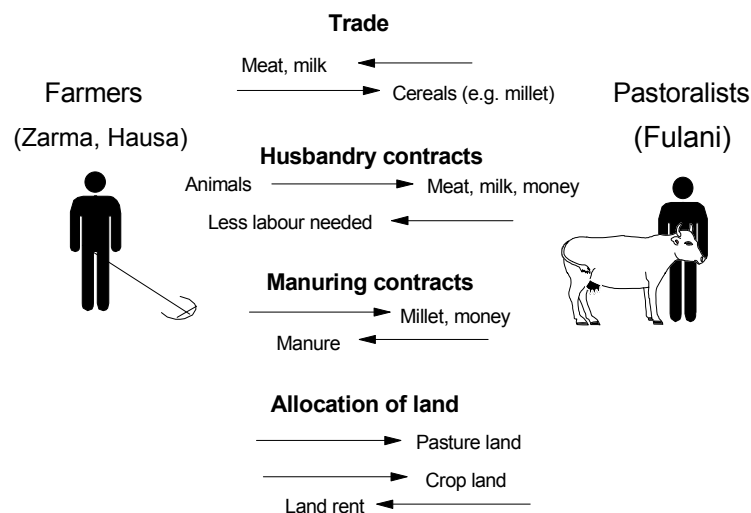 Trade
Meat, milk
Cereals (e.g. millet)
Farmers
(Zarma, Hausa)
Pastoralists
(Fulani)
Husbandry contracts
Animals
Meat, milk, money
Less labour needed
Manuring contracts
Millet, money
Manure
Allocation of land
Pasture land
Crop land
Land rent